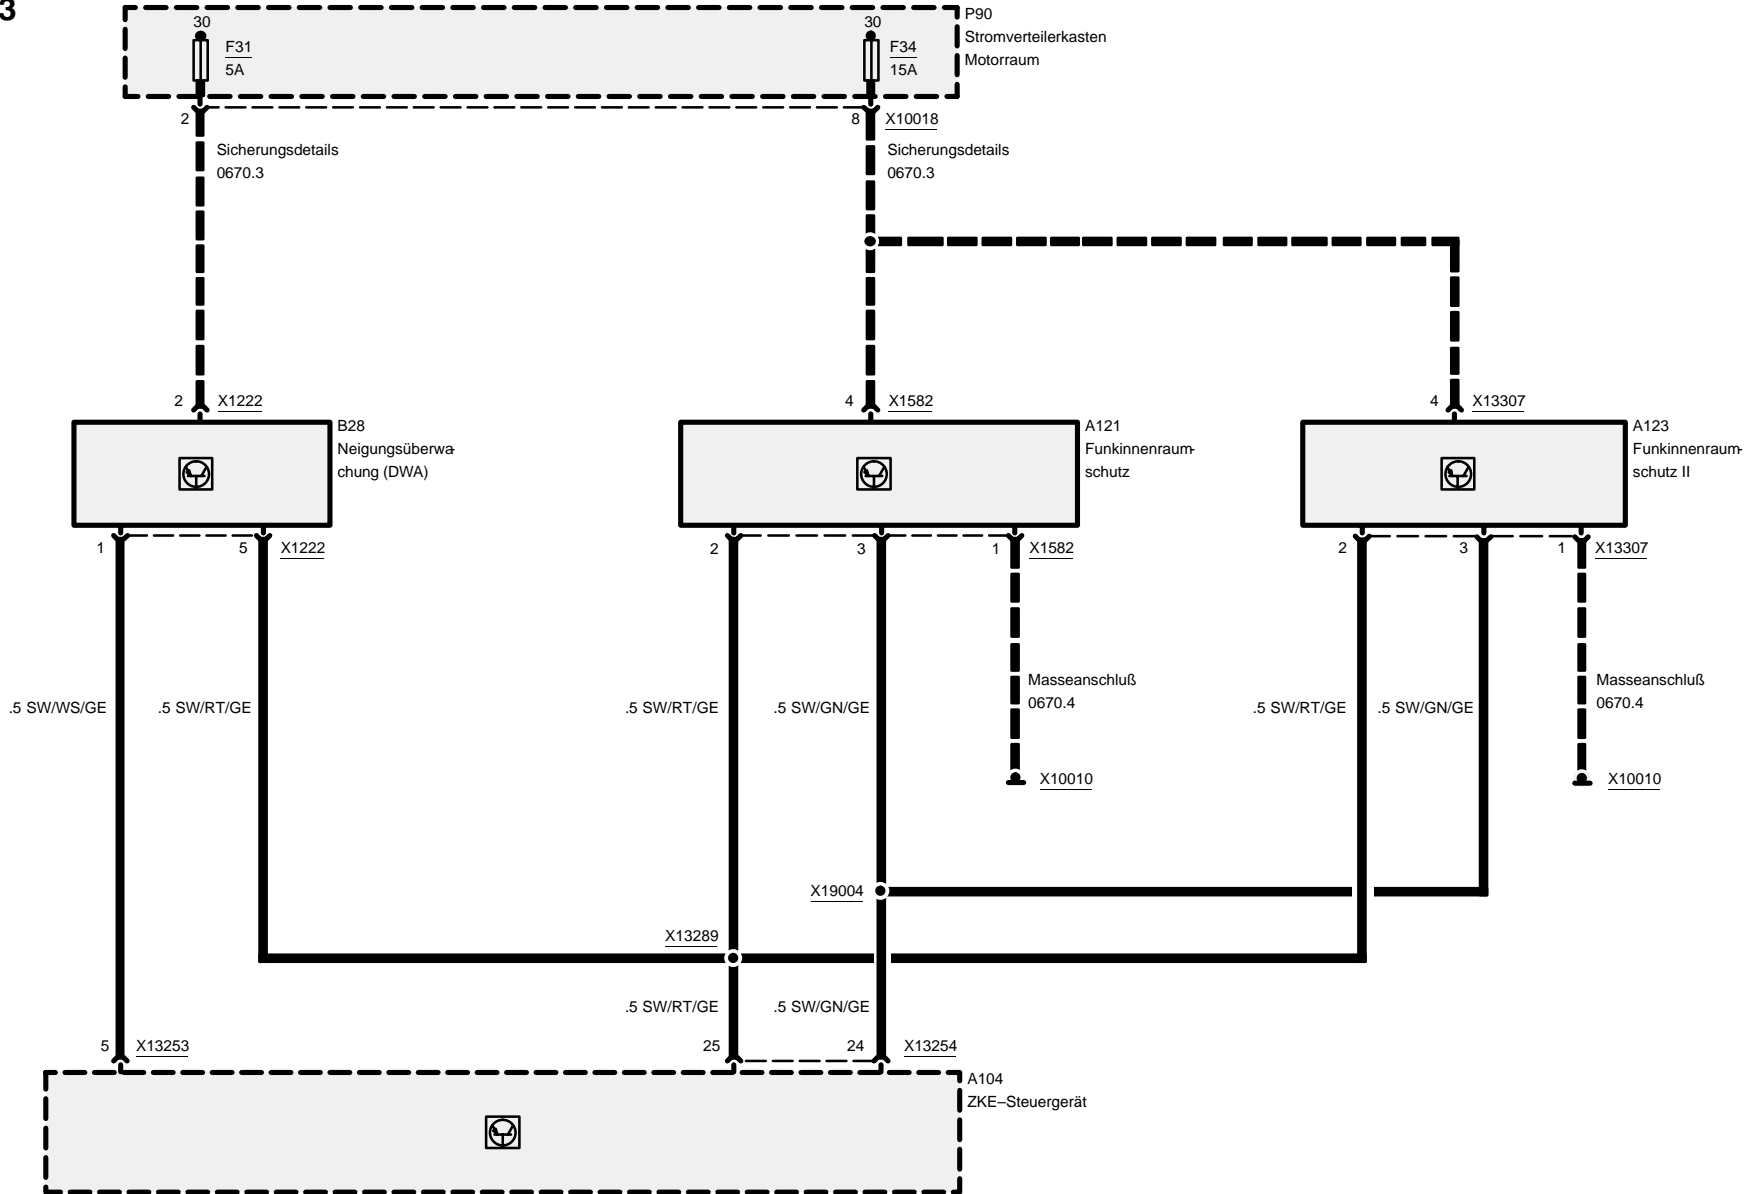 3
30
F31
5A
30
F34
15A
P90
Stromverteilerkasten
Motorraum
2
8
X10018
Sicherungsdetails
0670.3
Sicherungsdetails
0670.3
2
X1222
4
X1582
4
X13307
B28
Neigungsüberwa-
chung (DWA)
A121
Funkinnenraum-
schutz
A123
Funkinnenraum-
schutz II
1
5
X1222
2
3
1
X1582
2
3
1
X13307
Masseanschluß
0670.4
Masseanschluß
0670.4
.5 SW/WS/GE
.5 SW/RT/GE
.5 SW/RT/GE
.5 SW/GN/GE
.5 SW/RT/GE
.5 SW/GN/GE
X10010
X10010
X19004
X13289
.5 SW/RT/GE
.5 SW/GN/GE
5
X13253
25
24
X13254
A104
ZKE–Steuergerät